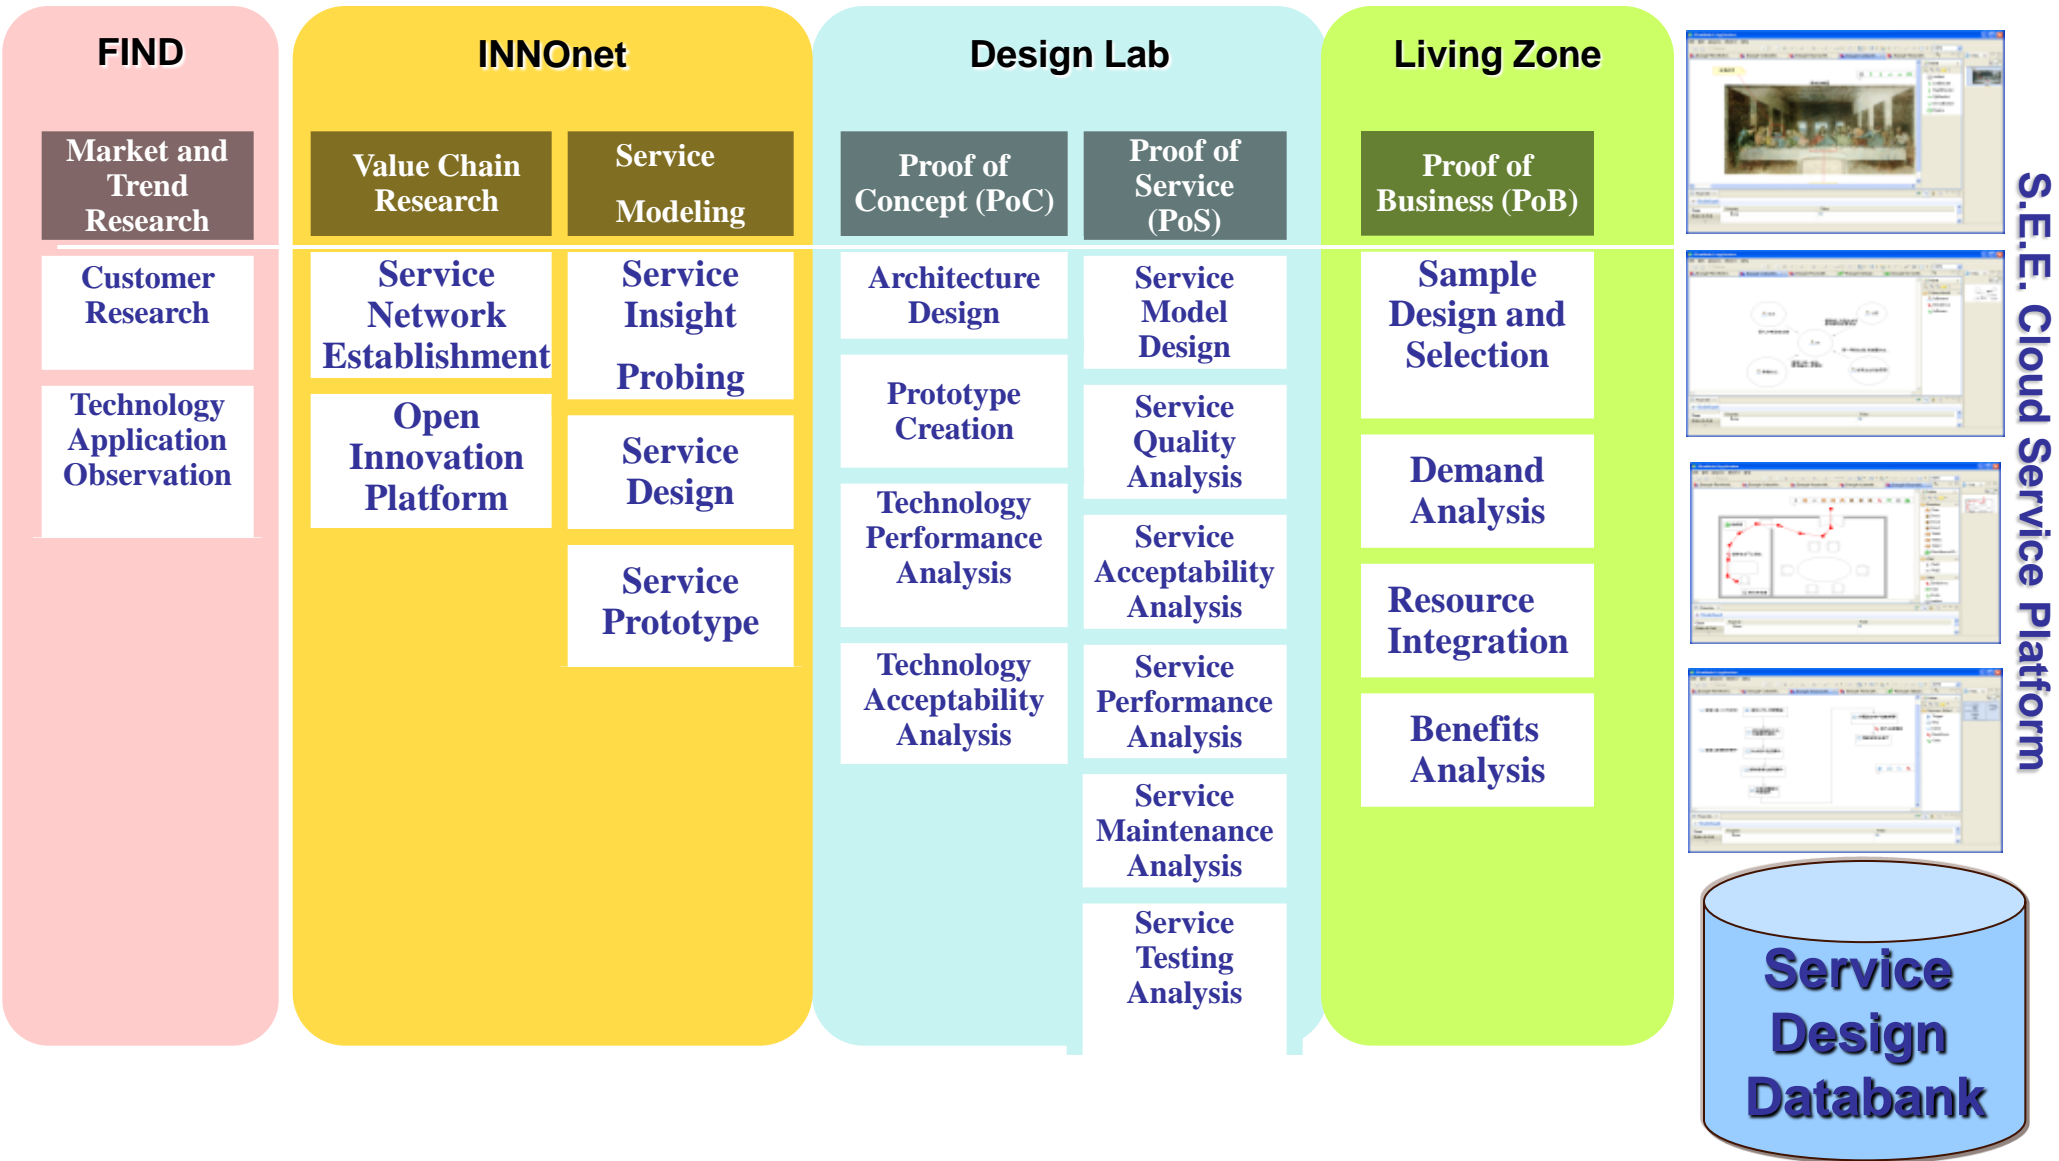 FIND
Market and
Trend
Research
Customer
Research
Technology
Application
Observation
INNOnet
Value Chain
Research
Service
Network
Establishment
Open
Innovation
Platform
Service
Modeling
Service
Insight
Probing
Service
Design
Service
Prototype
Design Lab
Proof of
Concept (PoC)
Architecture
Design
Prototype
Creation
Technology
Performance
Analysis
Technology
Acceptability
Analysis
Proof of
Service
(PoS)
Service
Model
Design
Service
Quality
Analysis
Service
Acceptability
Analysis
Service
Performance
Analysis
Service
Maintenance
Analysis
Service
Testing
Analysis
Living Zone
Proof of
Business (PoB)
Sample
Design and
Selection
Demand
Analysis
Resource
Integration
Benefits
Analysis
S.E.E. Cloud Service Platform
Service
Design
Databank